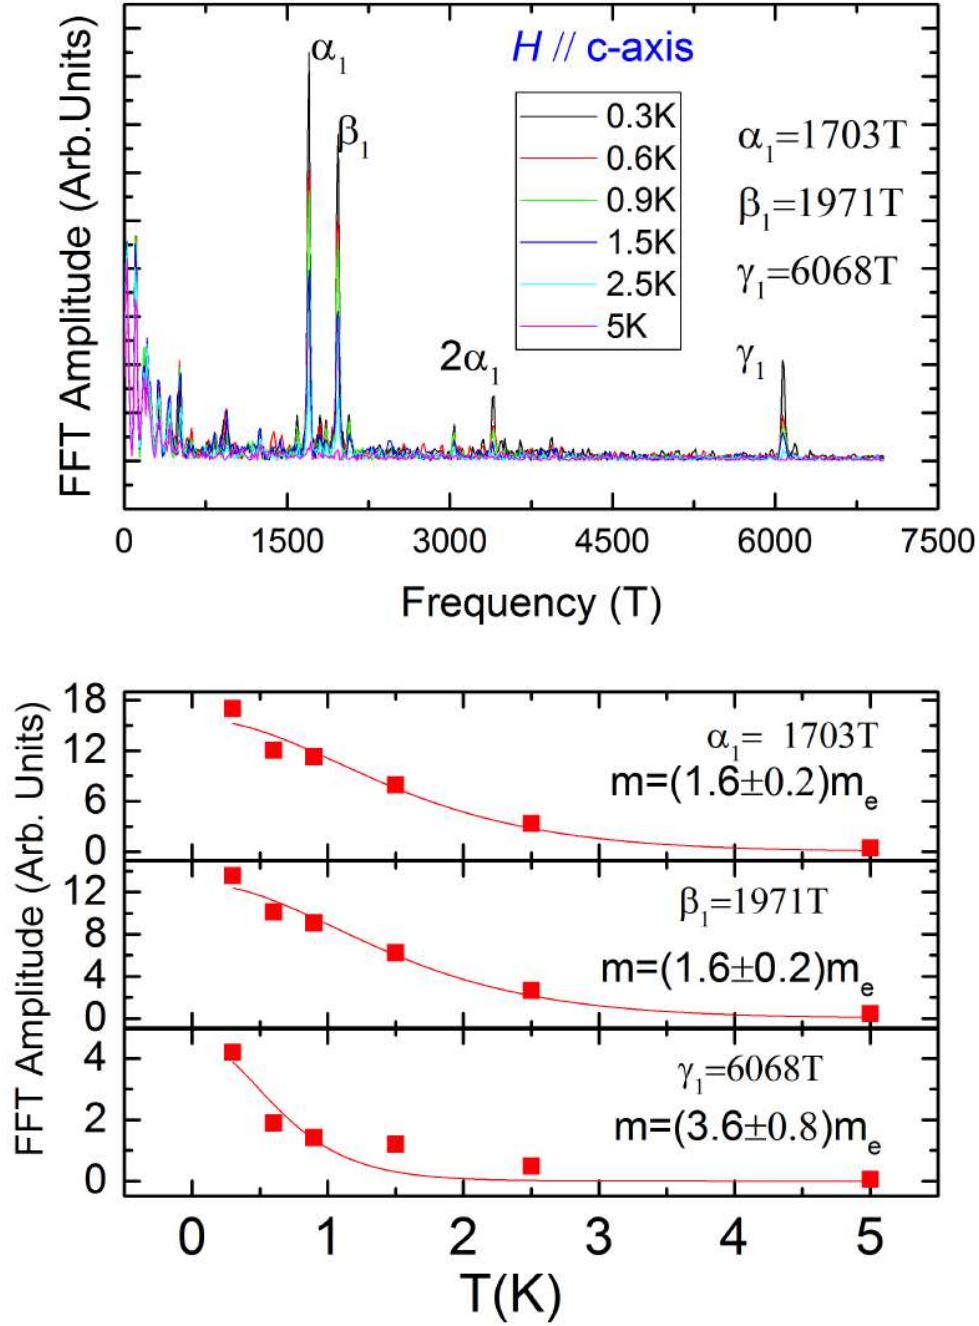 FFT Amplitude (Arb.Units)
α₁
β₁
H // c-axis
0.3K
0.6K
0.9K
1.5K
2.5K
5K
α₁=1703T
β₁=1971T
γ₁=6068T
2α₁
γ₁
0 1500 3000 4500 6000 7500
Frequency (T)
FFT Amplitude (Arb. Units)
18
12
6
0
α₁= 1703T
m=(1.6±0.2)mₑ
12
8
4
0
β₁=1971T
m=(1.6±0.2)mₑ
4
2
0
γ₁=6068T
m=(3.6±0.8)mₑ
0 1 2 3 4 5
T(K)